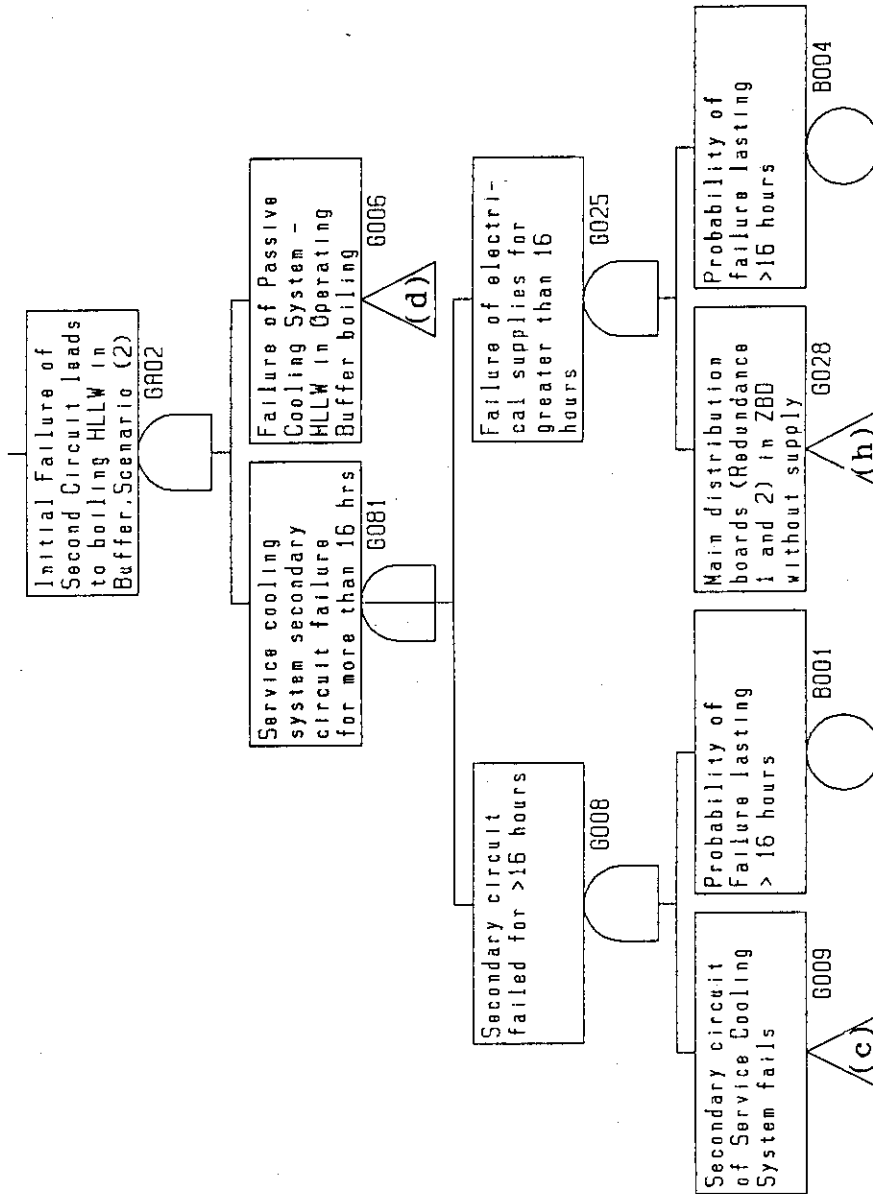 Initial Failure of
Second Circuit leads
to boiling HLLW in
Buffer.Scenario (2)
GA02
Service cooling
system secondary
circuit failure
for more than 16 hrs
G081
Failure of Passive
Cooling System -
HLLW in Operating
Buffer boiling
G006
(d)
Secondary circuit
failed for >16 hours
G008
Failure of electri-
cal supplies for
greater than 16
hours
G025
Secondary circuit
of Service Cooling
System fails
G009
(c)
Probability of
Failure lasting
> 16 hours
B001
Main distribution
boards (Redundance
1 and 2) in ZBD
without supply
G028
(h)
Probability of
failure lasting
>16 hours
B004